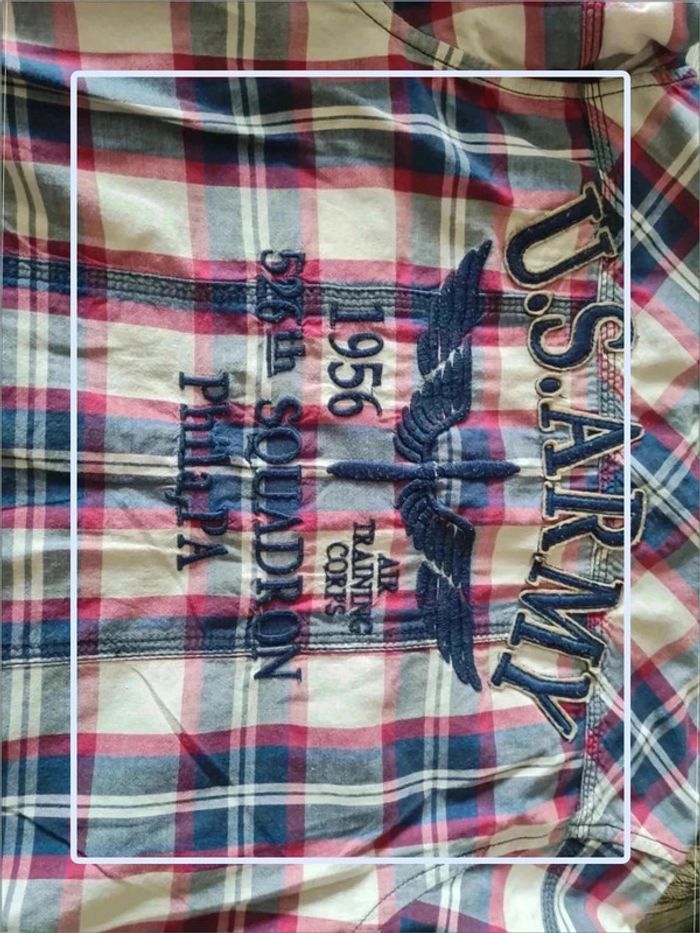 U.S.ARMY
1956
AIR
TRAINING
CORPS
526th SQUADRON
Phila,PA